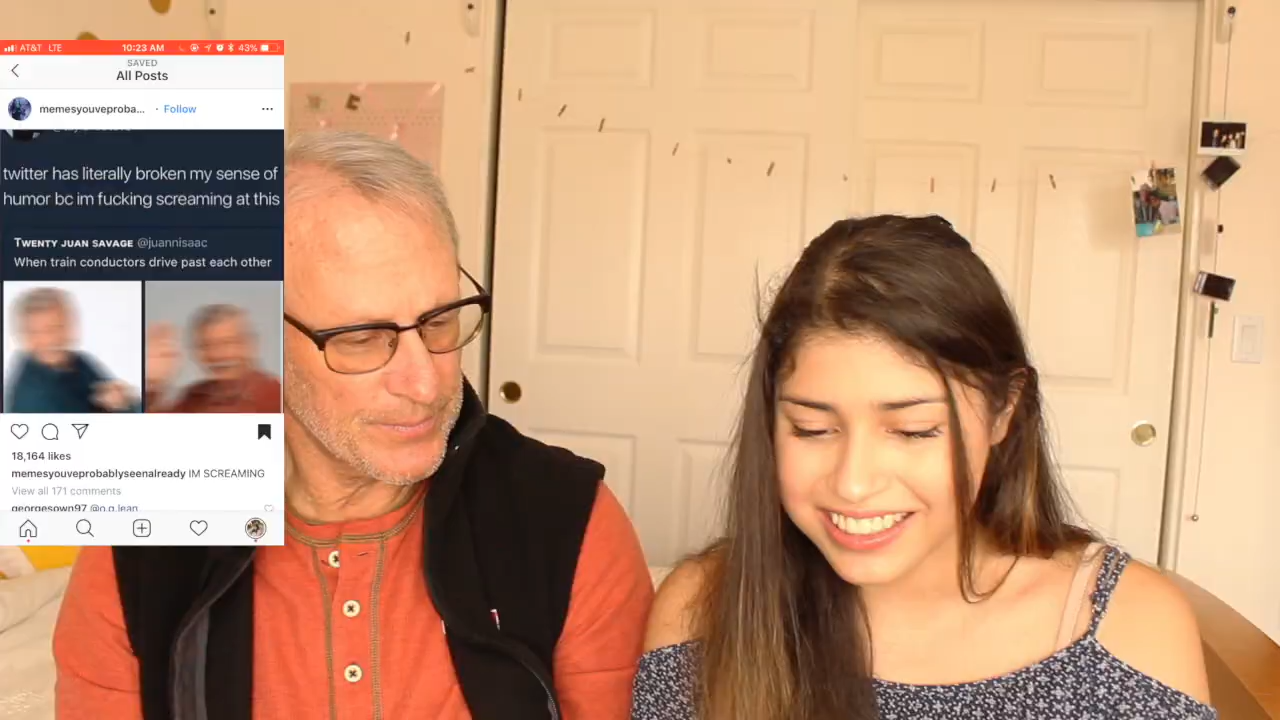 AT&T LTE 10:23 AM 43%
SAVED
All Posts
memesyouveproba... · Follow
twitter has literally broken my sense of
humor bc im fucking screaming at this
TWENTY JUAN SAVAGE @juannisaac
When train conductors drive past each other
18,164 likes
memesyouveprobablyseenalready IM SCREAMING
View all 171 comments
georgesown97 @o.g.jean